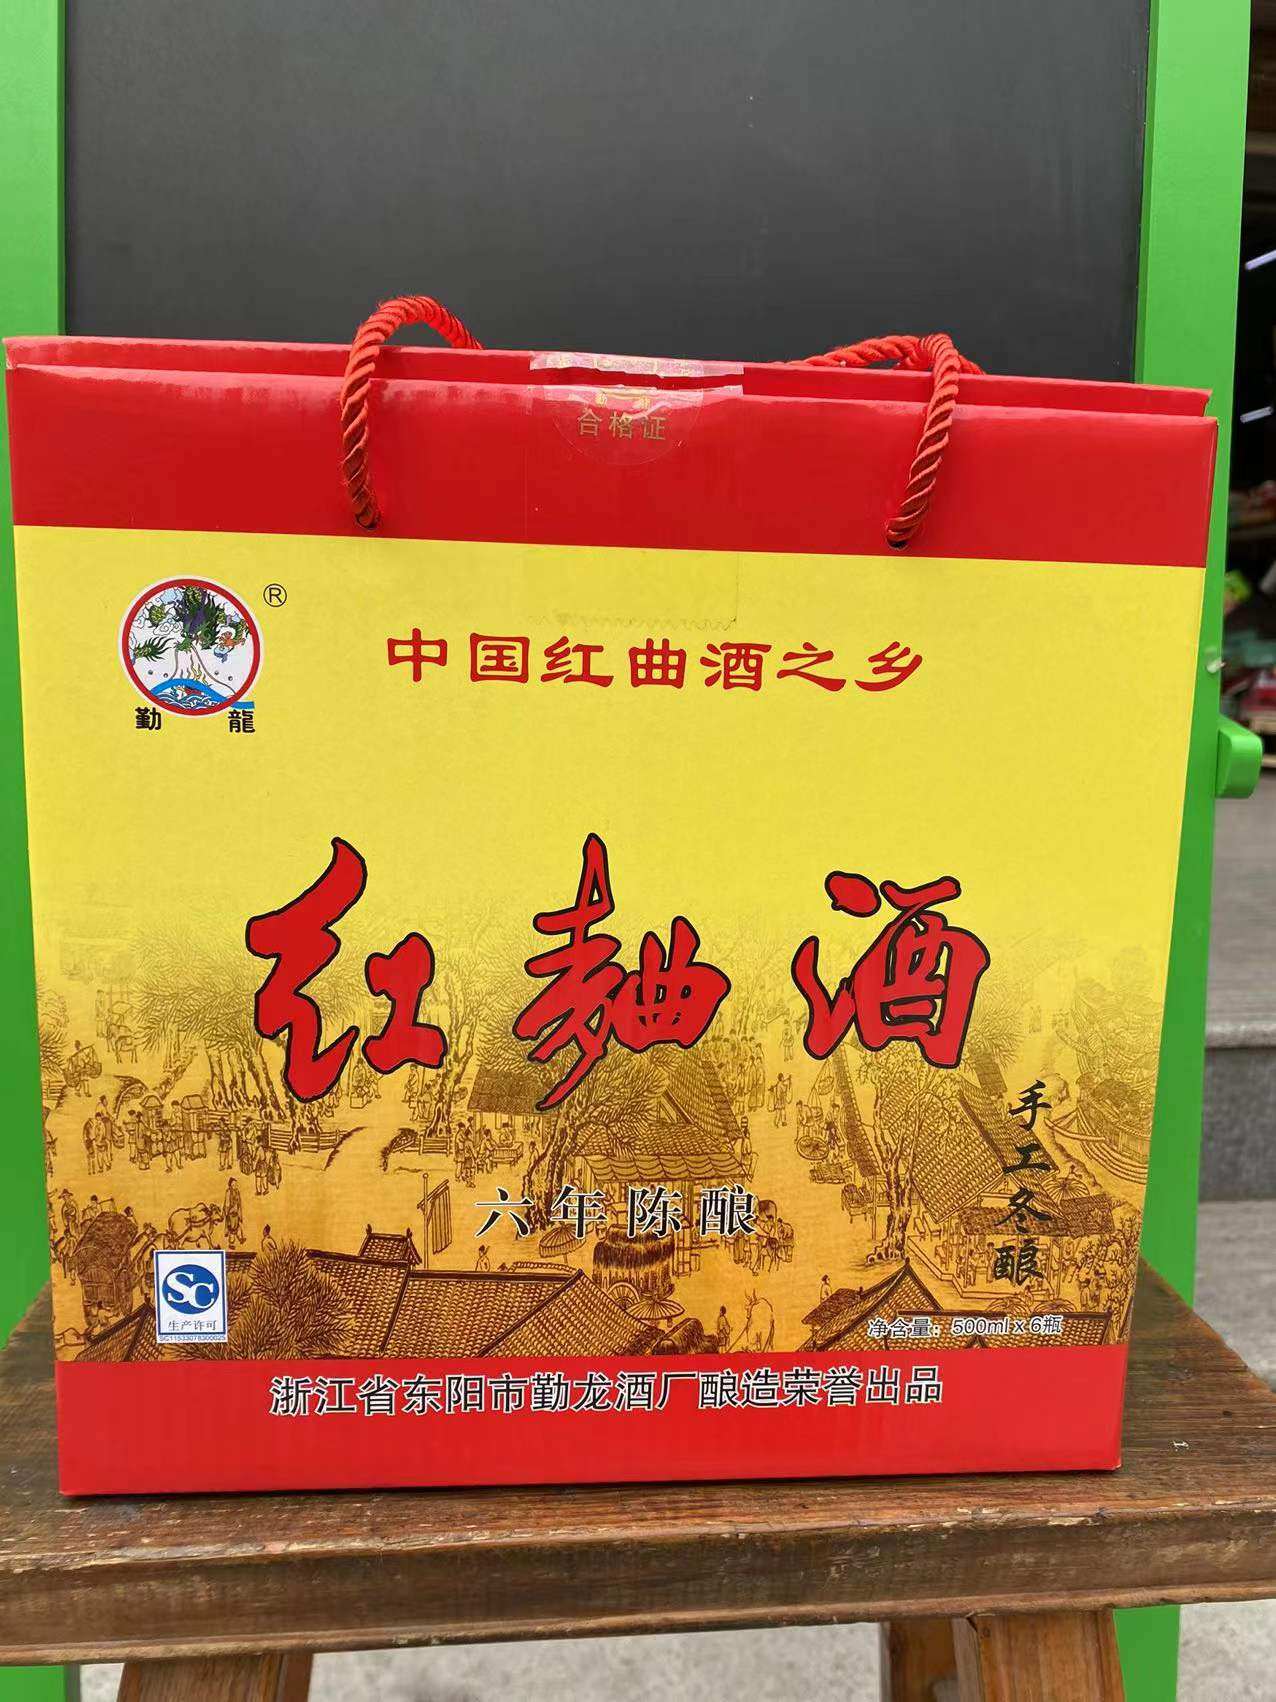 合格证
®
勤龍
中国红曲酒之乡
红麯酒
手工冬酿
六年陈酿
SC
生产许可
净含量：500ml x 6瓶
浙江省东阳市勤龙酒厂酿造荣誉出品